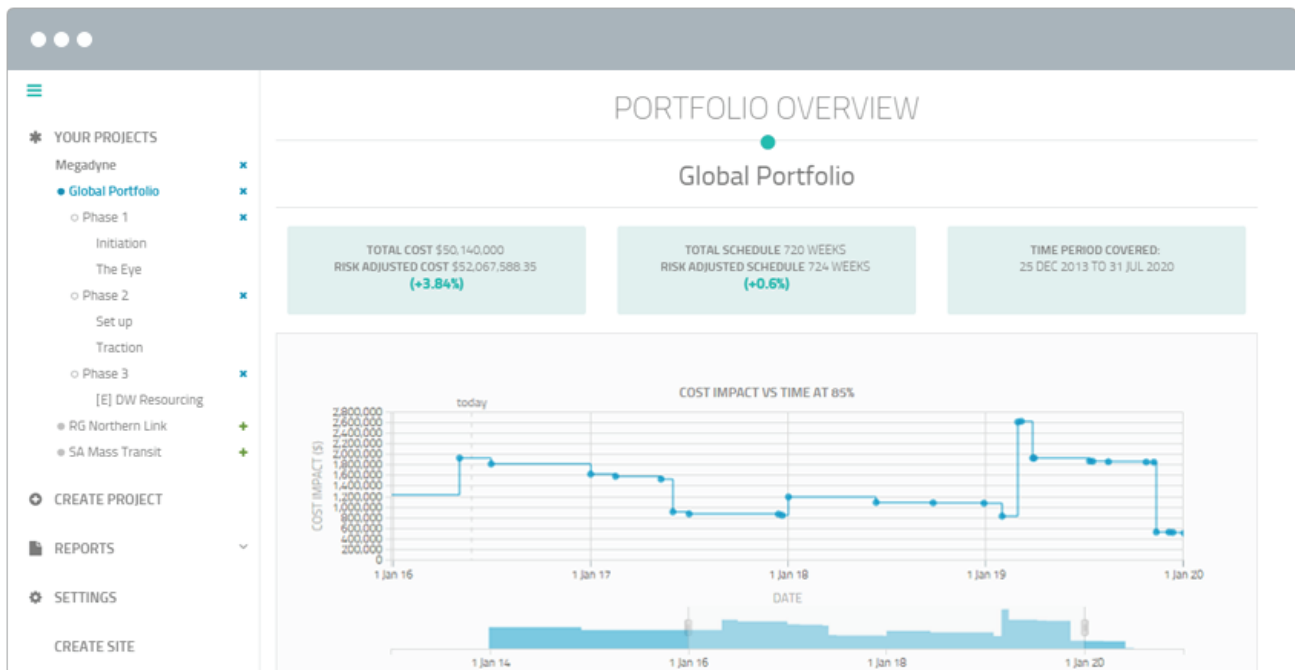 PORTFOLIO OVERVIEW
YOUR PROJECTS
Megadyne
Global Portfolio
Phase 1
Initiation
The Eye
Phase 2
Set up
Traction
Phase 3
[E] DW Resourcing
RG Northern Link
SA Mass Transit
CREATE PROJECT
REPORTS
SETTINGS
CREATE SITE
Global Portfolio
TOTAL COST $50,140,000
RISK ADJUSTED COST $52,067,588.35
(+3.84%)
TOTAL SCHEDULE 720 WEEKS
RISK ADJUSTED SCHEDULE 724 WEEKS
(+0.6%)
TIME PERIOD COVERED:
25 DEC 2013 TO 31 JUL 2020
COST IMPACT VS TIME AT 85%
today
COST IMPACT ($)
2,800,000
2,600,000
2,400,000
2,200,000
2,000,000
1,800,000
1,600,000
1,400,000
1,200,000
1,000,000
800,000
600,000
400,000
200,000
0
1 Jan 16
1 Jan 17
1 Jan 18
1 Jan 19
1 Jan 20
DATE
1 Jan 14
1 Jan 16
1 Jan 18
1 Jan 20